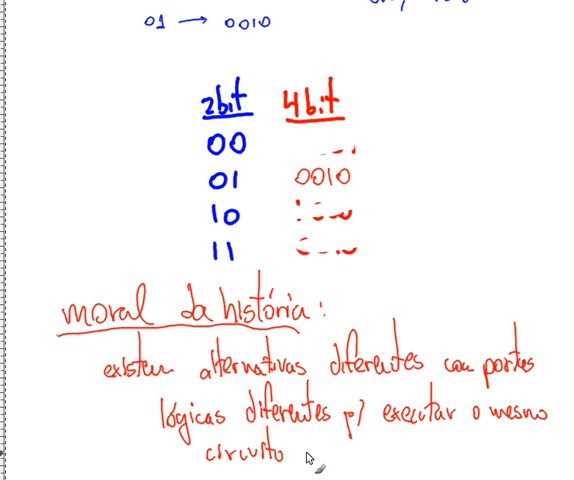 01 → 0010
2bit 4bit
00
01 0010
10
11
moral da história:
existem alternativas diferentes com portas
lógicas diferentes p/ executar o mesmo
circuito